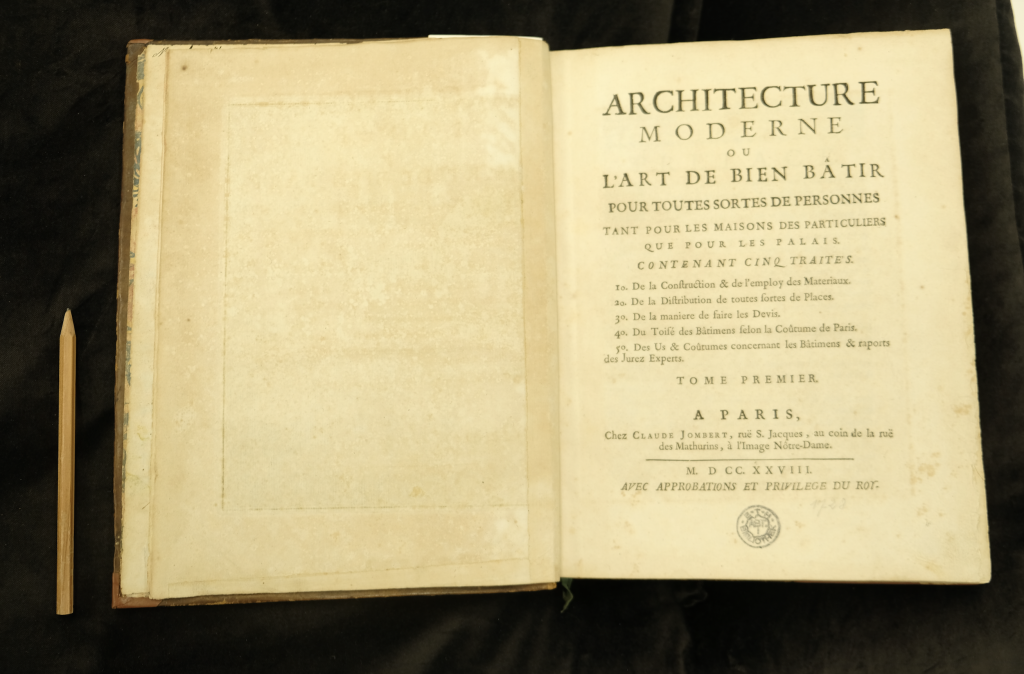 ARCHITECTURE
MODERNE
OU
L'ART DE BIEN BÂTIR
POUR TOUTES SORTES DE PERSONNES
TANT POUR LES MAISONS DES PARTICULIERS
QUE POUR LES PALAIS.
CONTENANT CINQ TRAITE'S.
1o. De la Conſtruction & de l'employ des Materiaux.
2o. De la Diſtribution de toutes ſortes de Places.
3o. De la maniere de faire les Devis.
4o. Du Toiſé des Bâtimens ſelon la Coûtume de Paris.
5o. Des Us & Coûtumes concernant les Bâtimens & raports
des Jurez Experts.
TOME PREMIER.
A PARIS,
Chez CLAUDE JOMBERT, ruë S. Jacques, au coin de la ruë
des Mathurins, à l'Image Nôtre-Dame.
M. D CC. XXVIII.
AVEC APPROBATIONS ET PRIVILEGE DU ROY.